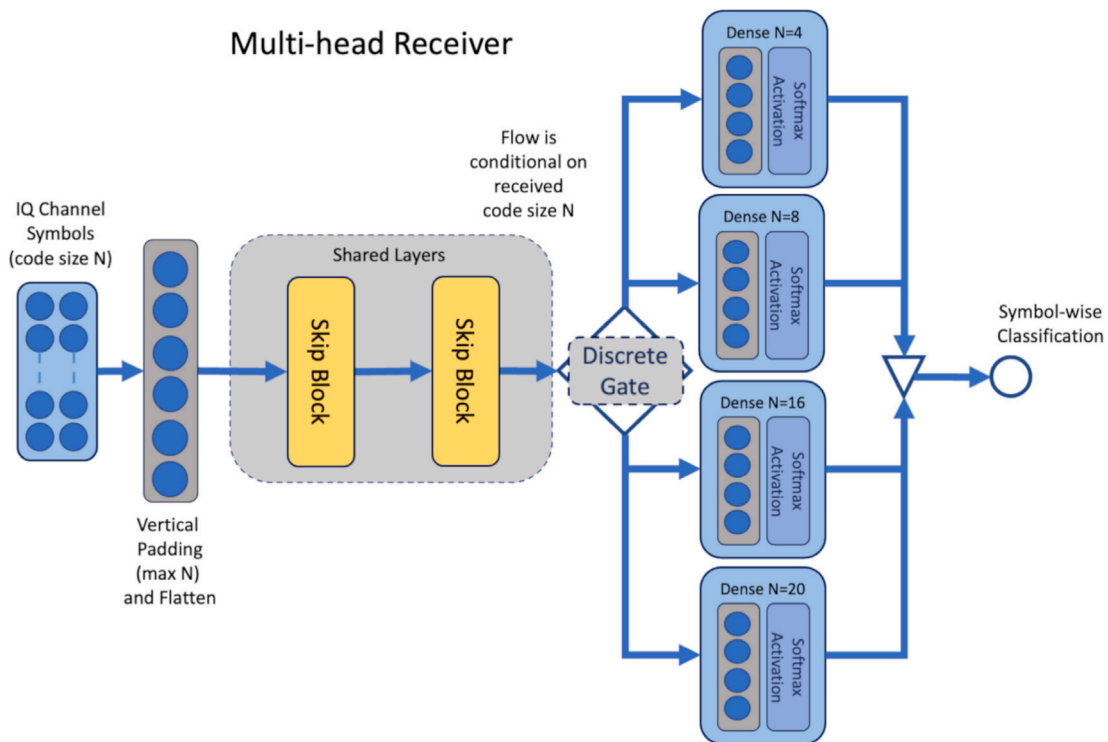 Multi-head Receiver
IQ Channel
Symbols
(code size N)
Vertical
Padding
(max N)
and Flatten
Shared Layers
Skip Block
Skip Block
Flow is
conditional on
received
code size N
Discrete
Gate
Dense N=4
Softmax
Activation
Dense N=8
Softmax
Activation
Dense N=16
Softmax
Activation
Dense N=20
Softmax
Activation
Symbol-wise
Classification